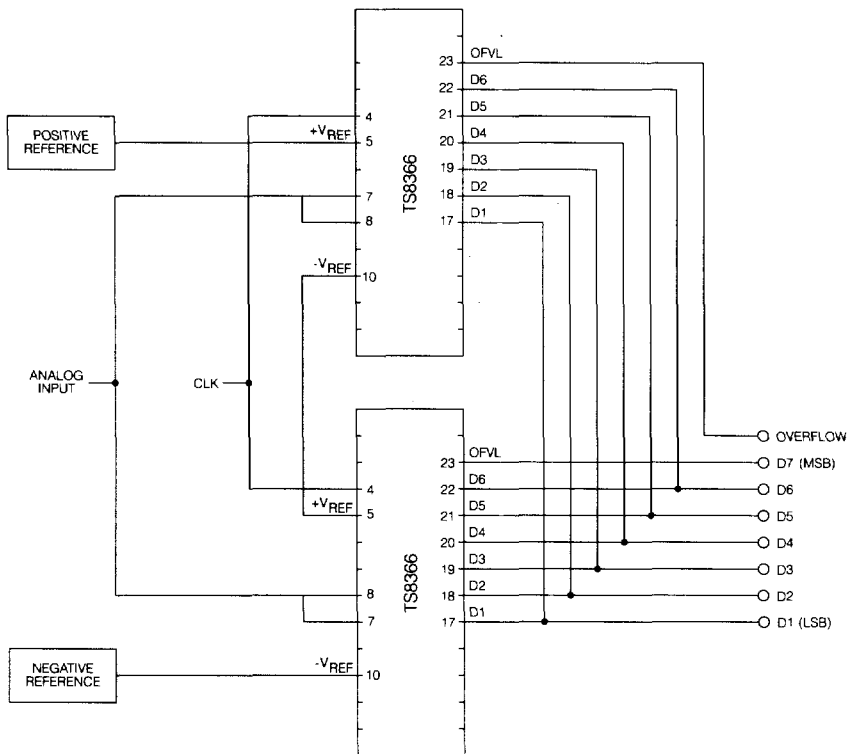 OFVL
23
D6
22
D5
4
21
POSITIVE
REFERENCE
+VREF
D4
5
20
D3
19
TS8366
D2
7
18
D1
8
17
-VREF
10
ANALOG
INPUT
CLK
OVERFLOW
OFVL
23
D7 (MSB)
D6
4
22
D6
+VREF
D5
5
21
D5
D4
20
D4
TS8366
D3
19
D3
D2
8
18
D2
D1
7
17
D1 (LSB)
NEGATIVE
REFERENCE
-VREF
10